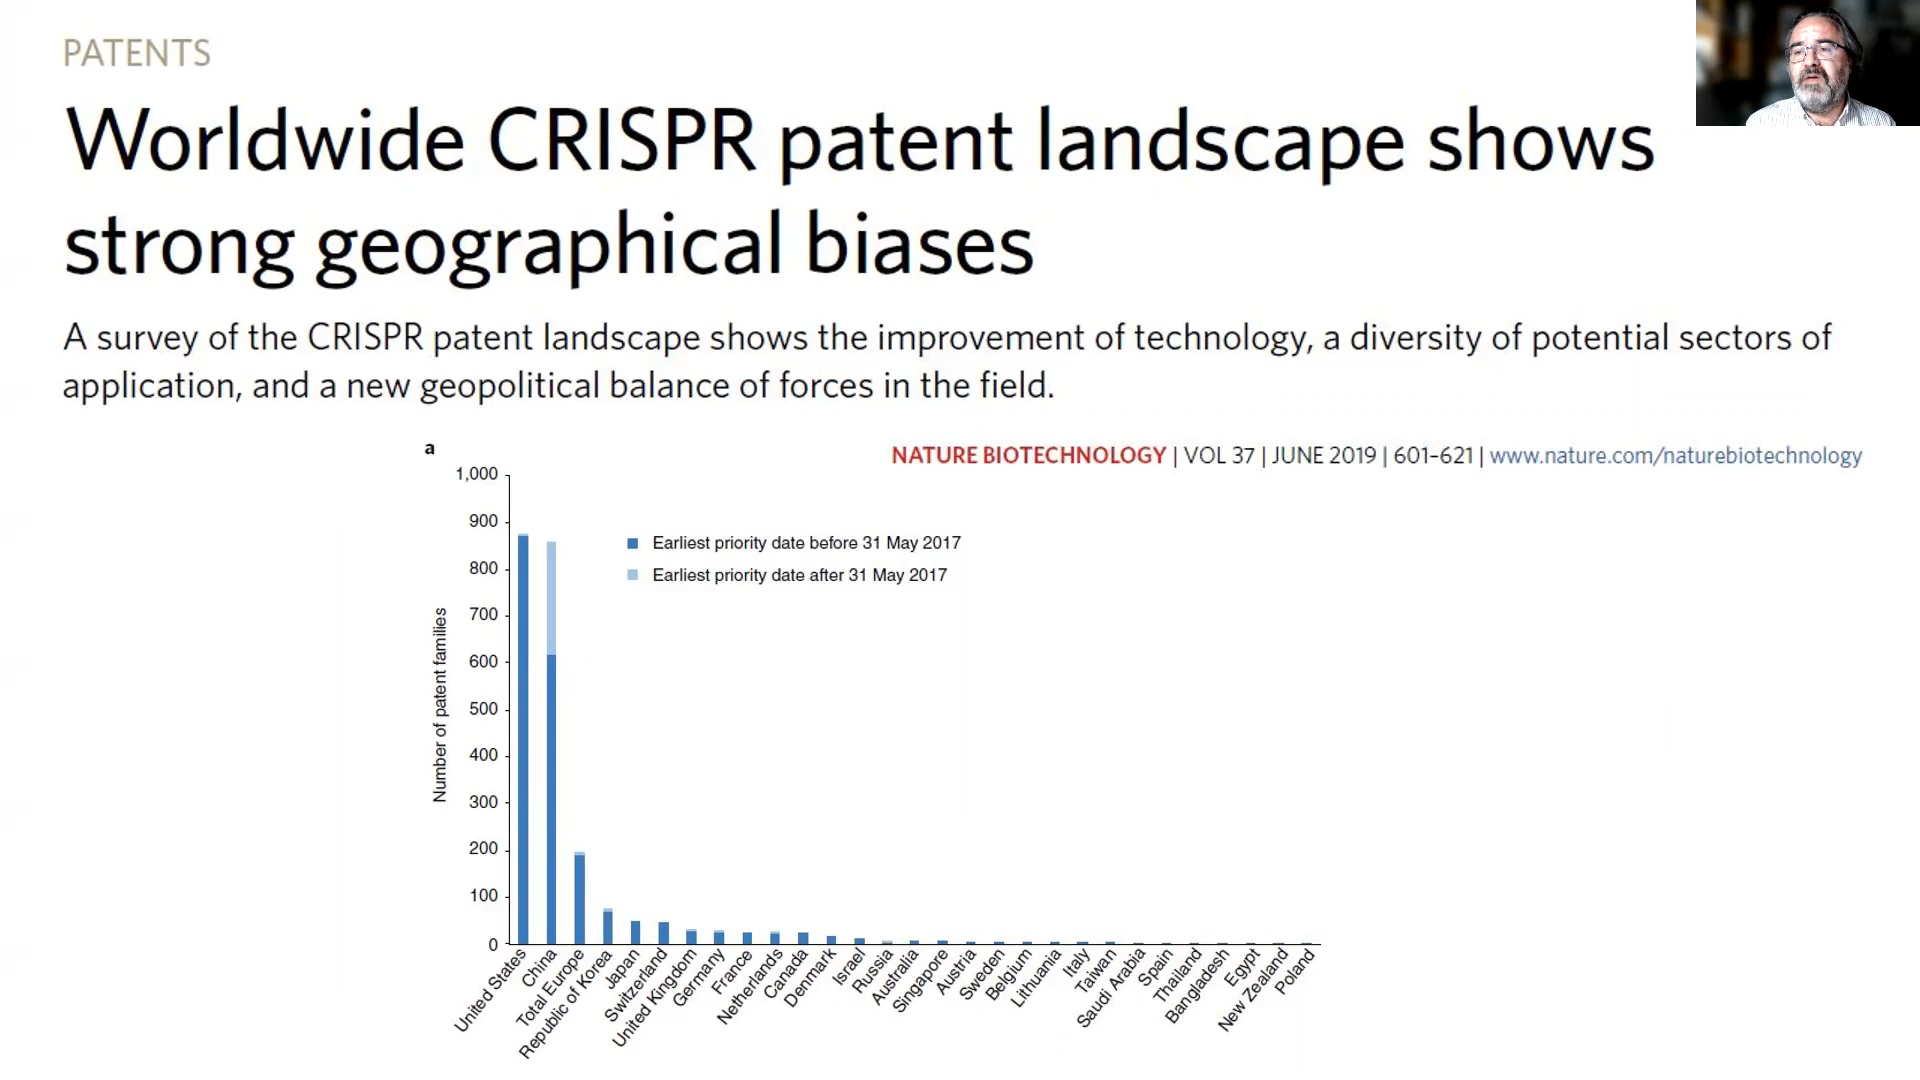 PATENTS
Worldwide CRISPR patent landscape shows
strong geographical biases
A survey of the CRISPR patent landscape shows the improvement of technology, a diversity of potential sectors of
application, and a new geopolitical balance of forces in the field.
NATURE BIOTECHNOLOGY | VOL 37 | JUNE 2019 | 601–621 | www.nature.com/naturebiotechnology
a
Number of patent families
1,000
900
800
700
600
500
400
300
200
100
0
Earliest priority date before 31 May 2017
Earliest priority date after 31 May 2017
United States
China
Total Europe
Republic of Korea
Japan
Switzerland
United Kingdom
Germany
France
Netherlands
Canada
Denmark
Israel
Russia
Australia
Singapore
Austria
Sweden
Belgium
Lithuania
Italy
Taiwan
Saudi Arabia
Spain
Thailand
Bangladesh
Egypt
New Zealand
Poland